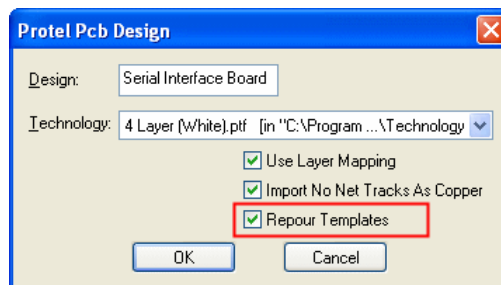 Protel Pcb Design
Design: Serial Interface Board
Technology: 4 Layer (White).ptf [in "C:\Program ...\Technology
Use Layer Mapping
Import No Net Tracks As Copper
Repour Templates
OK Cancel